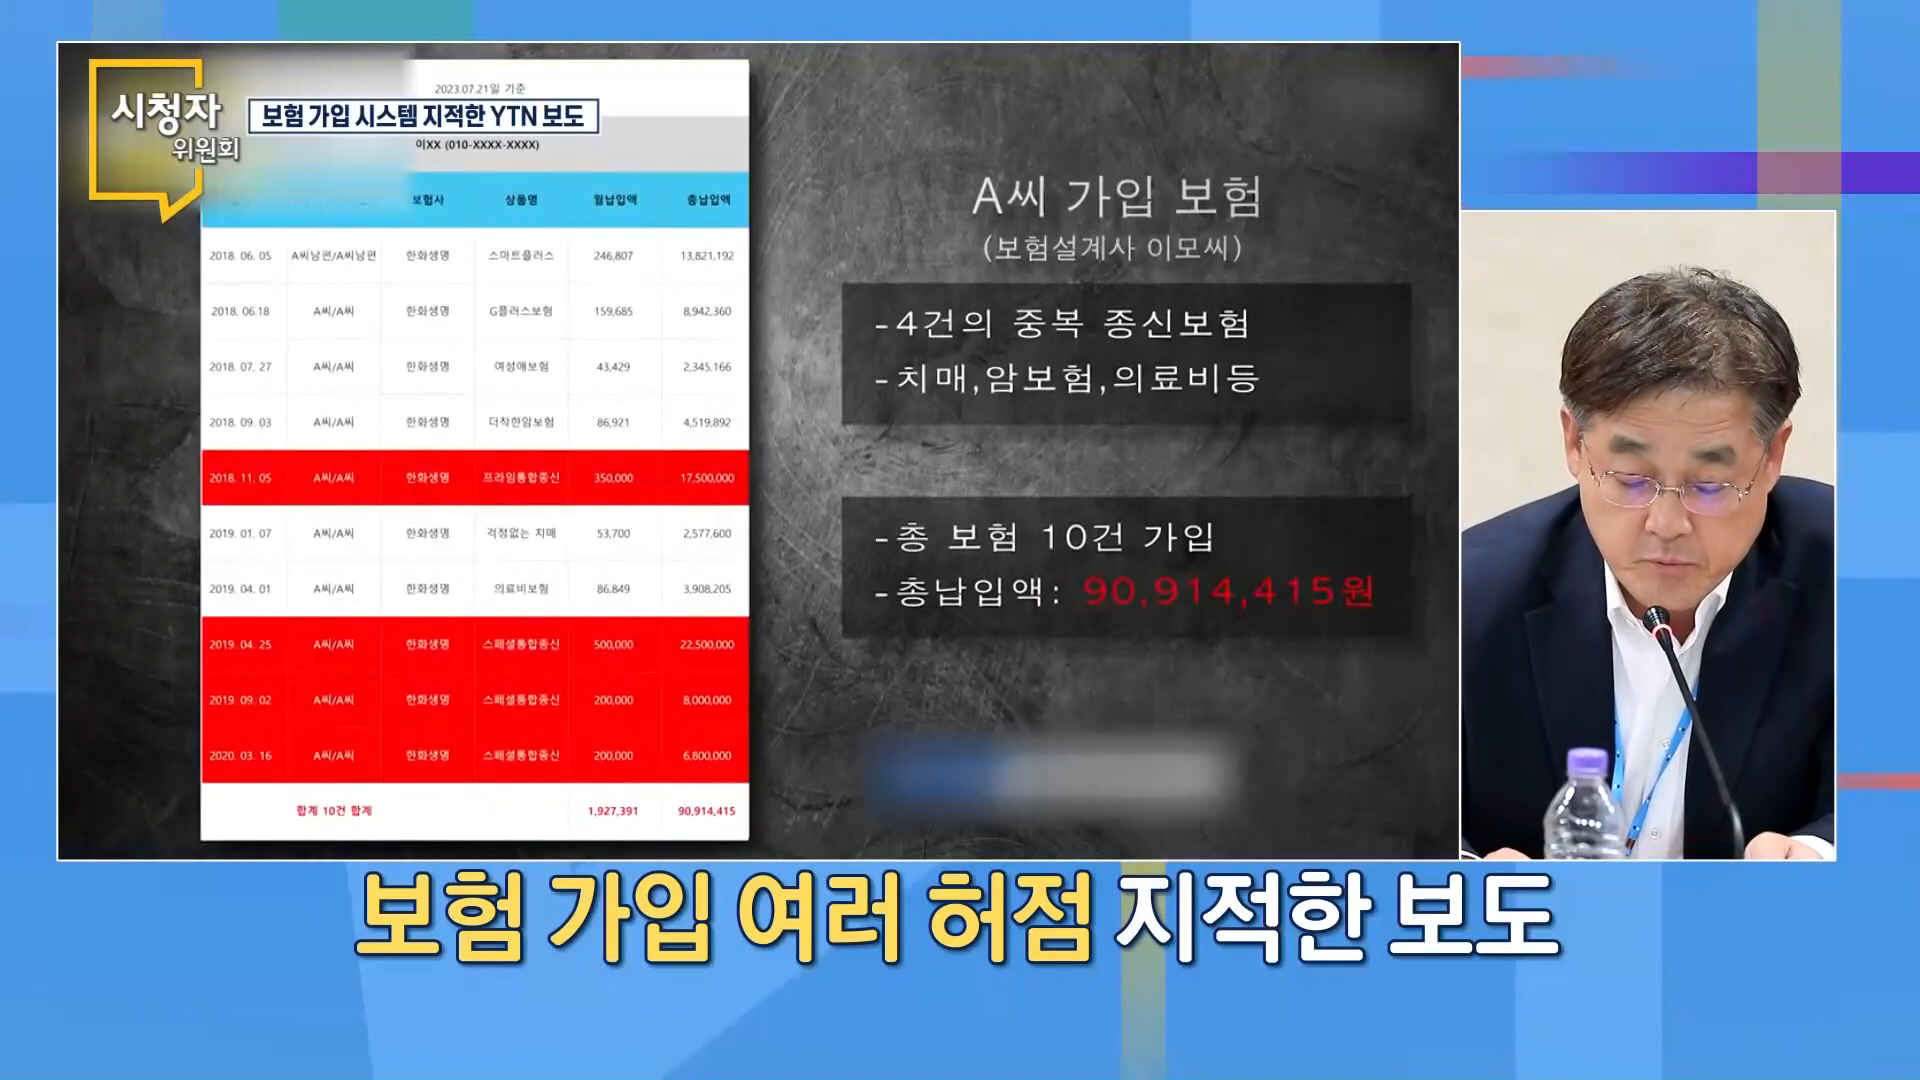 시청자
위원회
2023.07.21일 기준
보험 가입 시스템 지적한 YTN 보도
이XX (010-XXXX-XXXX)
보험사 상품명 월납입액 총납입액
2018. 06. 05 A씨남편/A씨남편 한화생명 스마트플러스 246,807 13,821,192
2018. 06.18 A씨/A씨 한화생명 G플러스보험 159,685 8,942,360
2018. 07. 27 A씨/A씨 한화생명 여성애보험 43,429 2,345,166
2018. 09. 03 A씨/A씨 한화생명 더착한암보험 86,921 4,519,892
2018. 11. 05 A씨/A씨 한화생명 프라임통합종신 350,000 17,500,000
2019. 01. 07 A씨/A씨 한화생명 걱정없는 치매 53,700 2,577,600
2019. 04. 01 A씨/A씨 한화생명 의료비보험 86,849 3,908,205
2019. 04. 25 A씨/A씨 한화생명 스페셜통합종신 500,000 22,500,000
2019. 09. 02 A씨/A씨 한화생명 스페셜통합종신 200,000 8,000,000
2020. 03. 16 A씨/A씨 한화생명 스페셜통합종신 200,000 6,800,000
합계 10건 합계 1,927,391 90,914,415
A씨 가입 보험
(보험설계사 이모씨)
-4건의 중복 종신보험
-치매,암보험,의료비등
-총 보험 10건 가입
-총납입액: 90,914,415원
보험 가입 여러 허점 지적한 보도